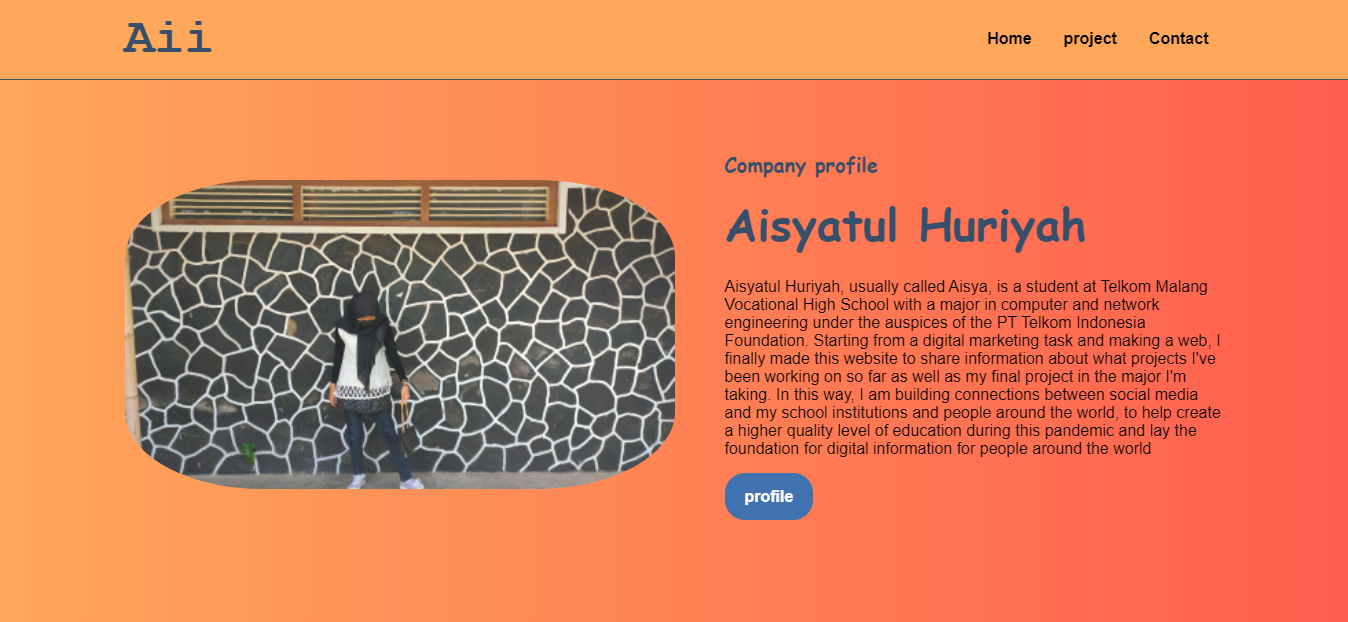 Aii
Home project Contact
Company profile
Aisyatul Huriyah
Aisyatul Huriyah, usually called Aisya, is a student at Telkom Malang
Vocational High School with a major in computer and network
engineering under the auspices of the PT Telkom Indonesia
Foundation. Starting from a digital marketing task and making a web, I
finally made this website to share information about what projects I've
been working on so far as well as my final project in the major I'm
taking. In this way, I am building connections between social media
and my school institutions and people around the world, to help create
a higher quality level of education during this pandemic and lay the
foundation for digital information for people around the world
profile